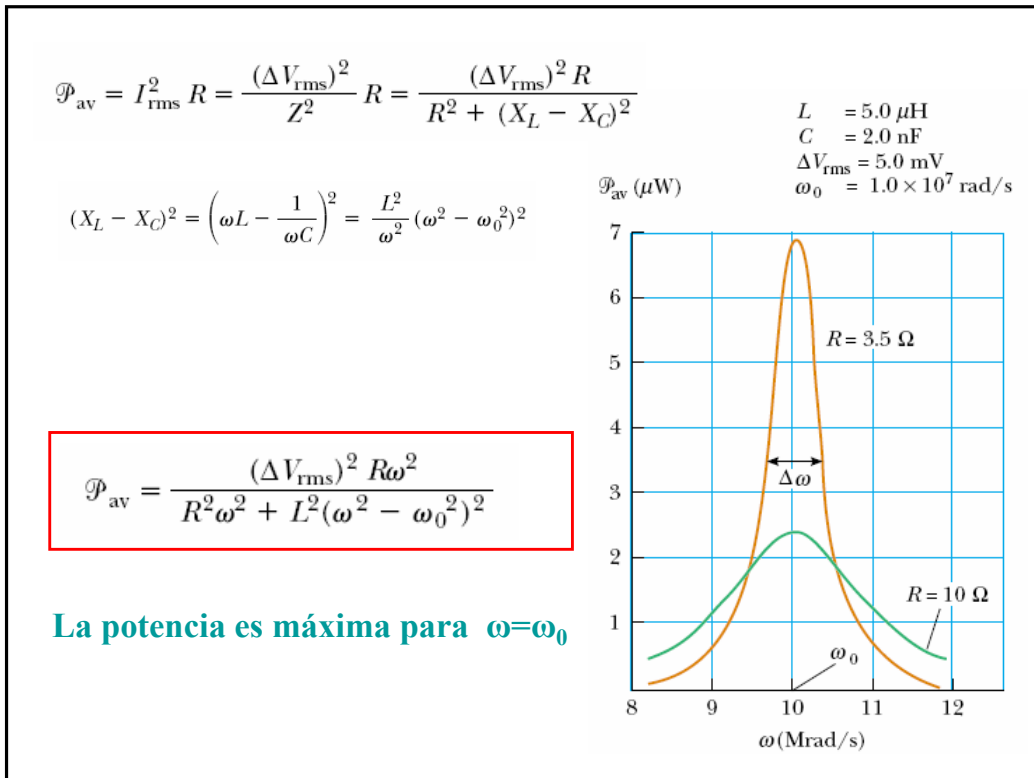 𝒫av = I²rms R = (ΔVrms)² / Z² R = (ΔVrms)² R / R² + (XL − XC)²
(XL − XC)² = (ωL − 1/ωC)² = L²/ω² (ω² − ω0²)²
𝒫av = (ΔVrms)² Rω² / R²ω² + L²(ω² − ω0²)²
La potencia es máxima para ω=ω0
L = 5.0 μH
C = 2.0 nF
ΔVrms = 5.0 mV
ω0 = 1.0 × 10⁷ rad/s
𝒫av (μW)
7
6
5
4
3
2
1
R = 3.5 Ω
Δω
R = 10 Ω
ω0
8 9 10 11 12
ω(Mrad/s)